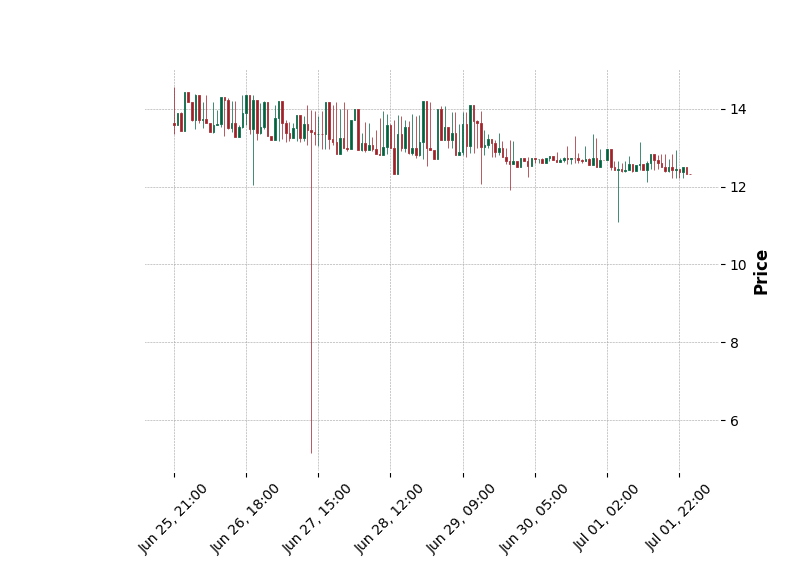 14
12
10
8
6
Price
Jun 25, 21:00
Jun 26, 18:00
Jun 27, 15:00
Jun 28, 12:00
Jun 29, 09:00
Jun 30, 05:00
Jul 01, 02:00
Jul 01, 22:00